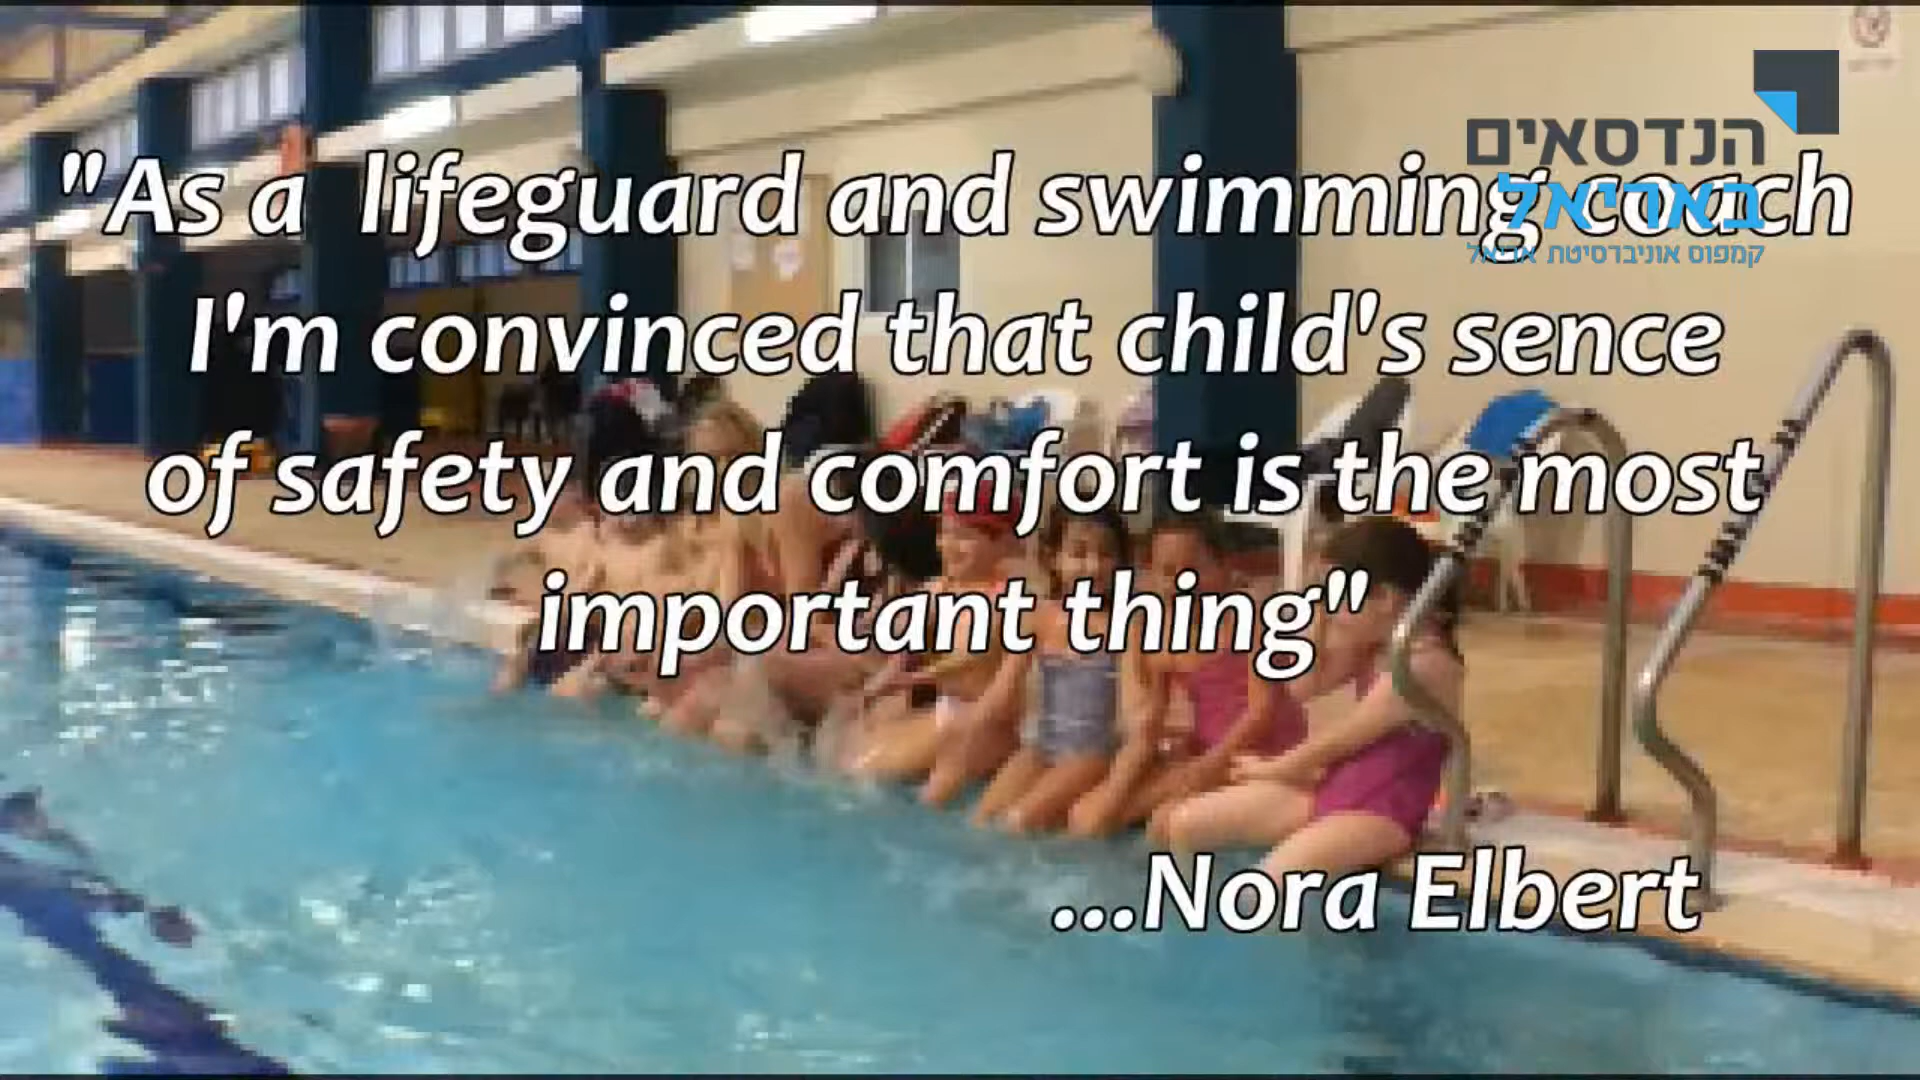 הנדסאים
באריאל
קמפוס אוניברסיטת אריאל
"As a lifeguard and swimming coach
I'm convinced that child's sence
of safety and comfort is the most
important thing"
...Nora Elbert